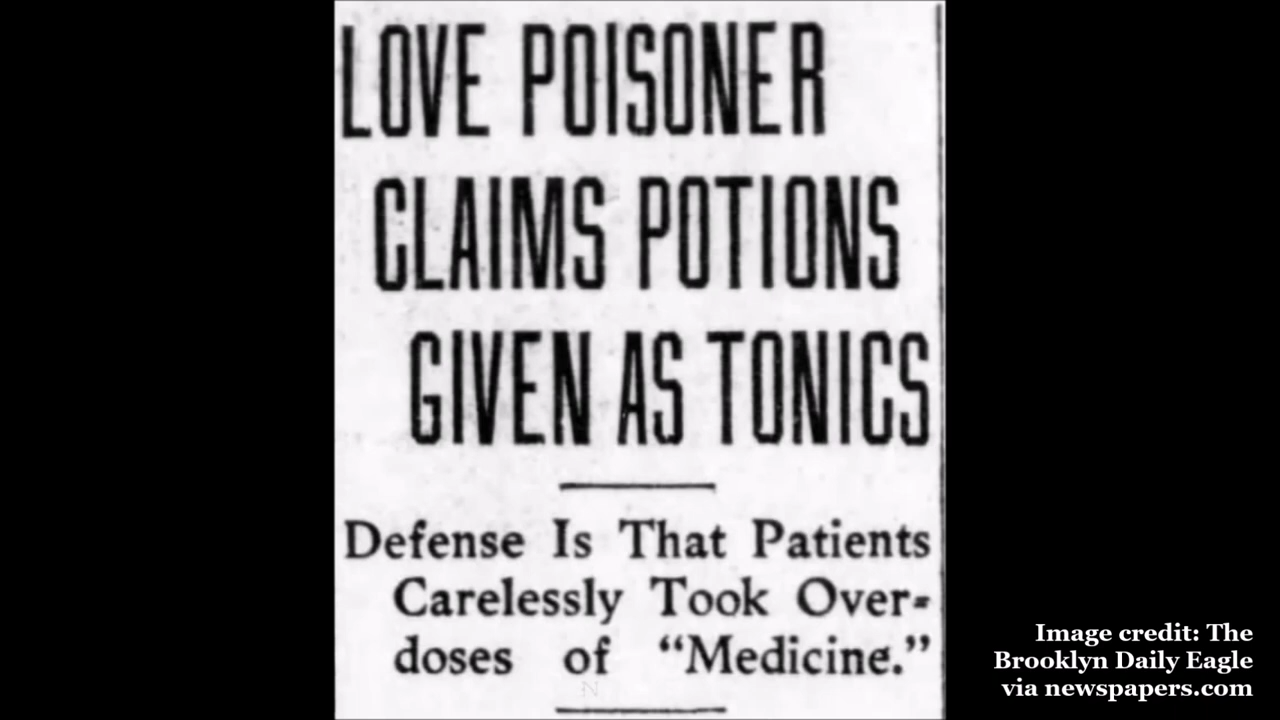 LOVE POISONER
CLAIMS POTIONS
GIVEN AS TONICS
Defense Is That Patients
Carelessly Took Over-
doses of “Medicine.”
Image credit: The
Brooklyn Daily Eagle
via newspapers.com